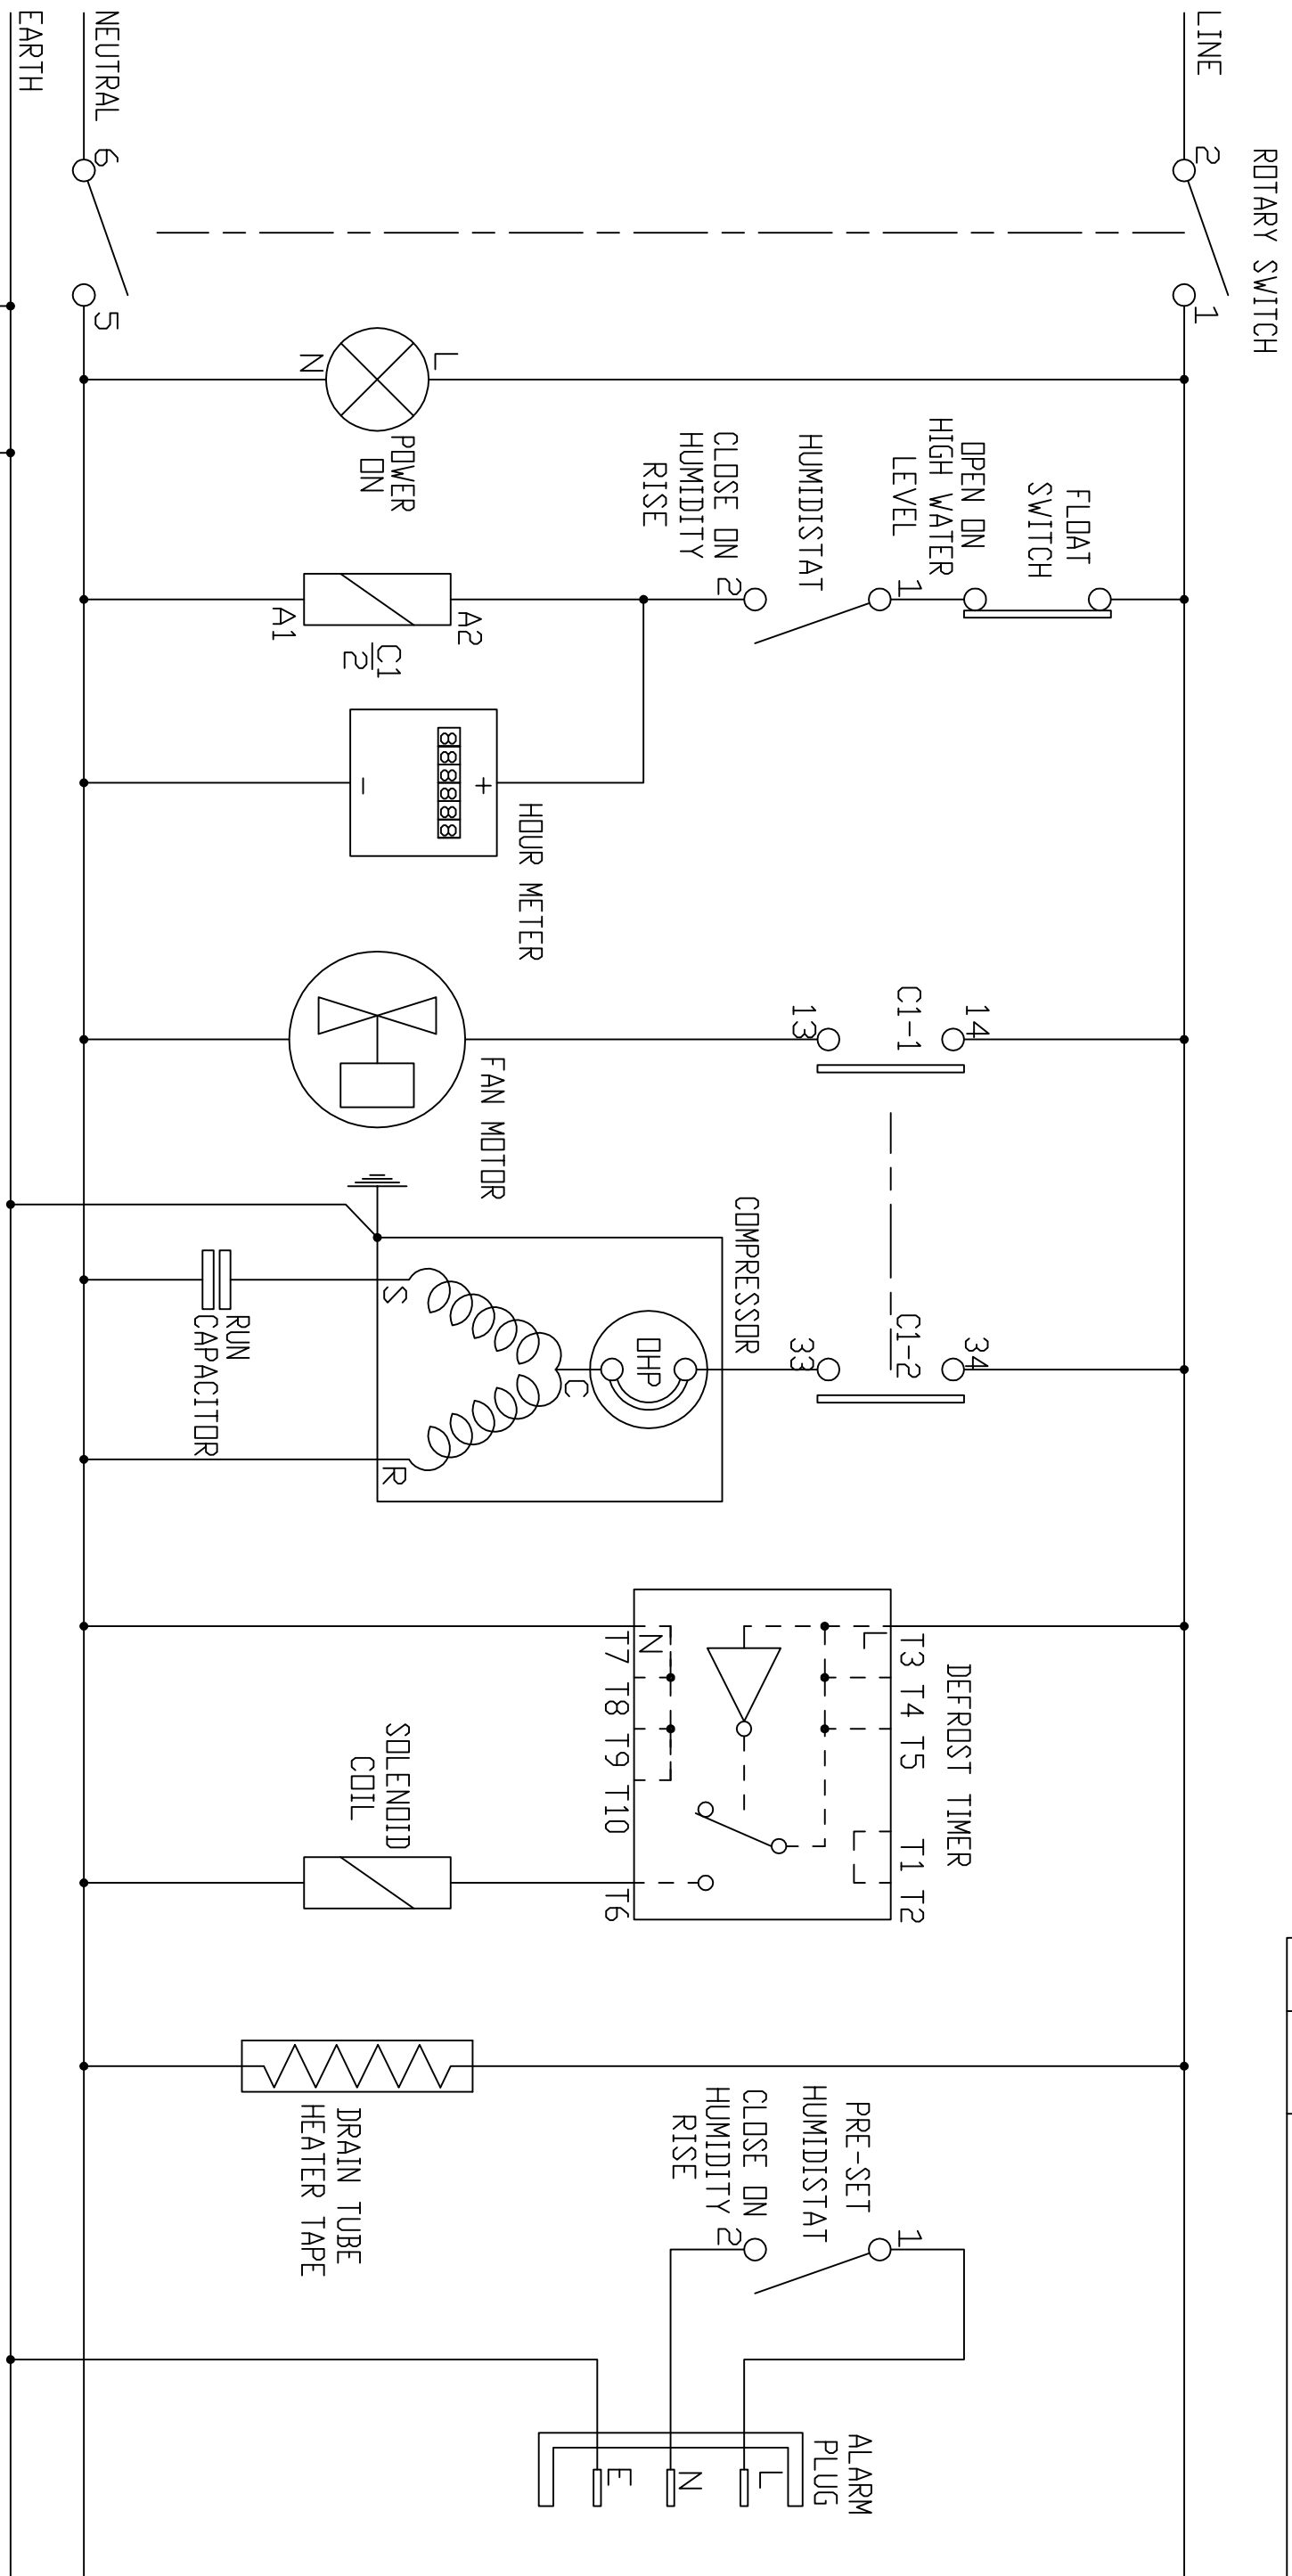 ROTARY SWITCH
LINE
2
1
NEUTRAL
6
5
EARTH
L
N
POWER
ON
FLOAT
SWITCH
OPEN ON
HIGH WATER
LEVEL
1
HUMIDISTAT
2
CLOSE ON
HUMIDITY
RISE
A2
A1
C1
2
HOUR METER
+
888888
-
14
C1-1
13
FAN MOTOR
34
C1-2
33
COMPRESSOR
OHP
C
S
R
RUN
CAPACITOR
DEFROST TIMER
T3 T4 T5 T1 T2
L
N
T7 T8 T9 T10 T6
SOLENOID
COIL
DRAIN TUBE
HEATER TAPE
PRE-SET
HUMIDISTAT
1
CLOSE ON
HUMIDITY
RISE
2
ALARM
PLUG
L
N
E